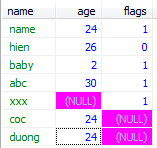 name age flags
name 24 1
hien 26 0
baby 2 1
abc 30 1
xxx (NULL) 1
coc 24 (NULL)
duong 24 (NULL)